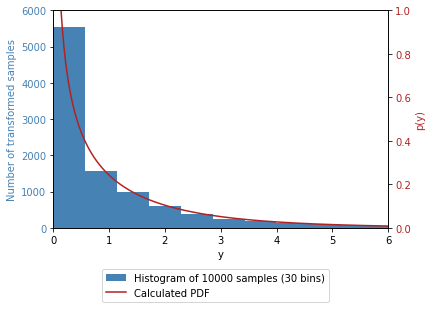 6000
5000
4000
3000
2000
1000
0
Number of transformed samples
1.0
0.8
0.6
0.4
0.2
0.0
p(y)
0 1 2 3 4 5 6
y
Histogram of 10000 samples (30 bins)
Calculated PDF